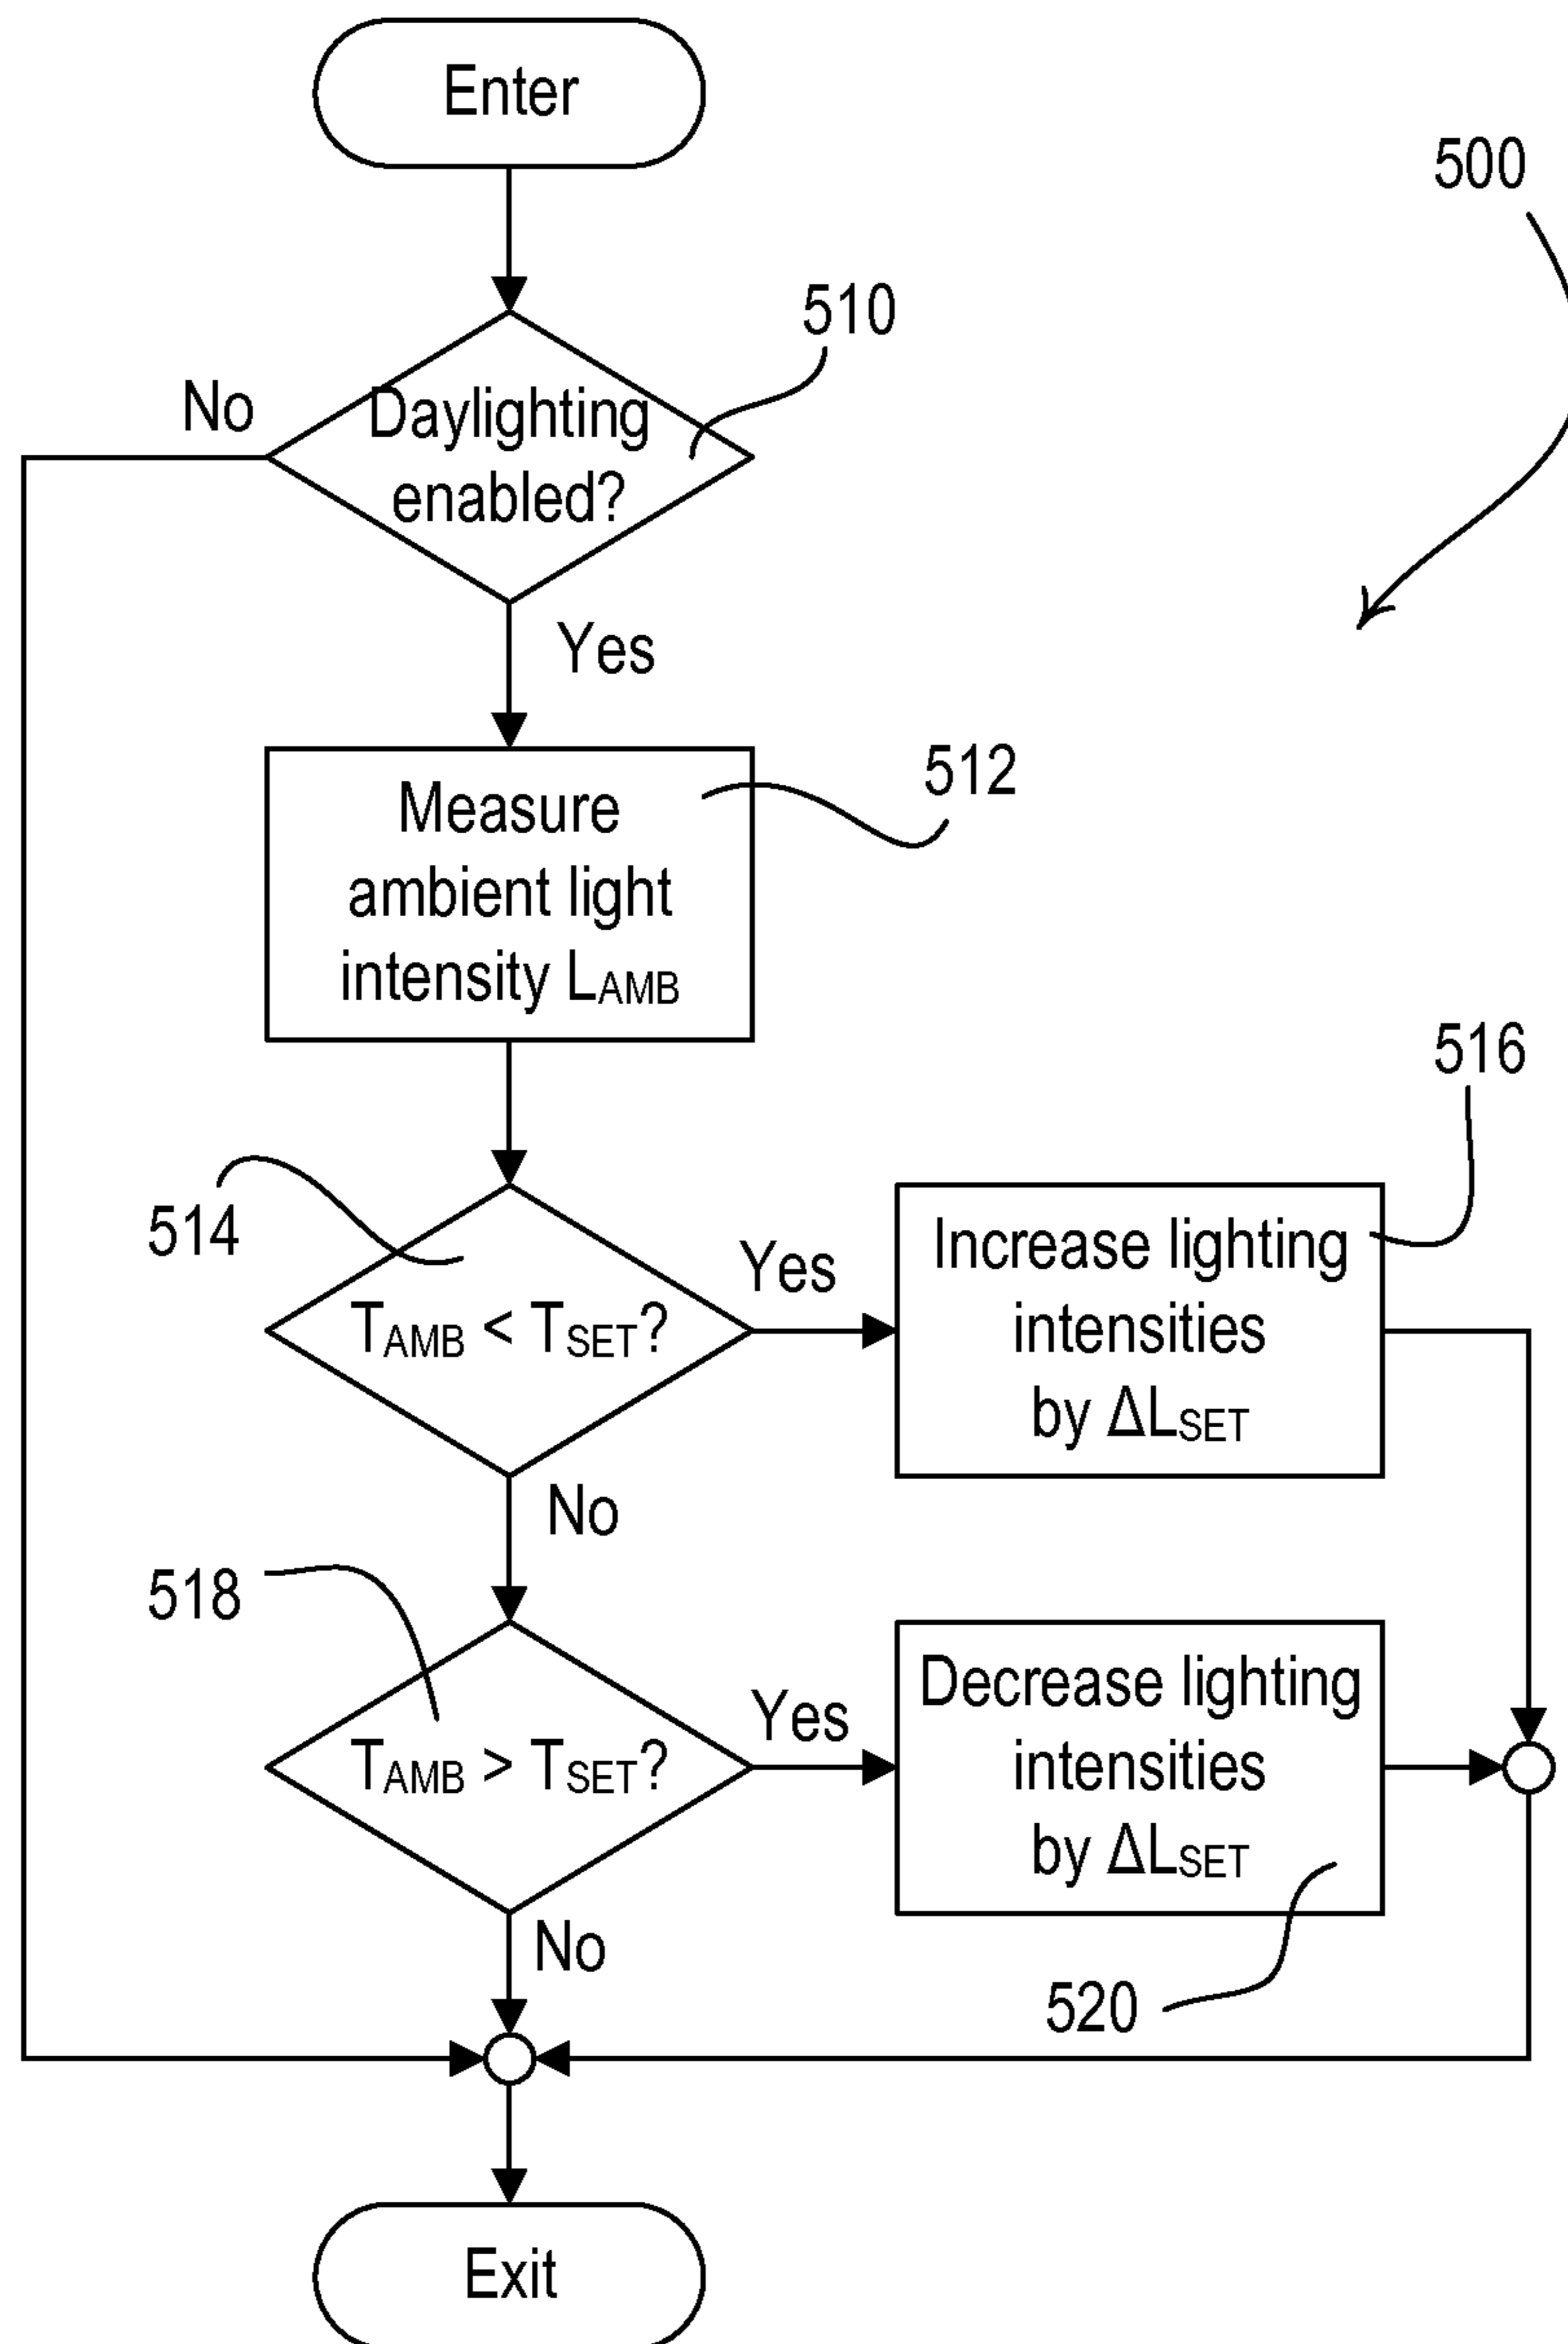 Enter
500
510
No
Daylighting
enabled?
Yes
512
Measure
ambient light
intensity LAMB
516
514
Yes
TAMB < TSET?
Increase lighting
intensities
by ΔLSET
No
518
Yes
TAMB > TSET?
Decrease lighting
intensities
by ΔLSET
No
520
Exit